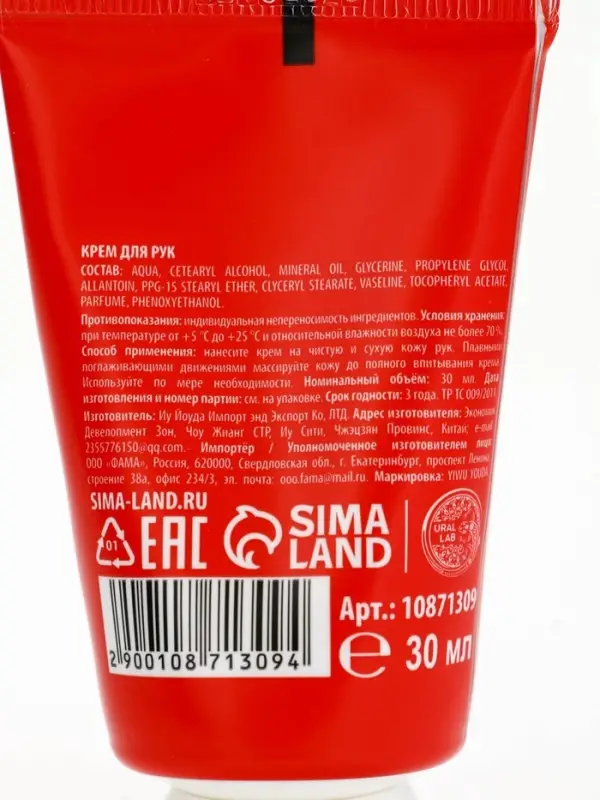 КРЕМ ДЛЯ РУК
СОСТАВ: AQUA, CETEARYL ALCOHOL, MINERAL OIL, GLYCERINE, PROPYLENE GLYCOL,
ALLANTOIN, PPG-15 STEARYL ETHER, CLYCERYL STEARATE, VASELINE, TOCOPHERYL ACETATE,
PARFUME, PHENOXYETHANOL.
Противопоказания: индивидуальная непереносимость ингредиентов. Условия хранения:
при температуре от +5 °С до +25 °С и относительной влажности воздуха не более 70 %.
Способ применения: нанесите крем на чистую и сухую кожу рук. Плавными
поглаживающими движениями массируйте кожу до полного впитывания крема.
Используйте по мере необходимости. Номинальный объём: 30 мл. Дата
изготовления и номер партии: см. на упаковке. Срок годности: 3 года. ТР ТС 009/2011
Изготовитель: Иу Йоуда Импорт энд Экспорт Ко, ЛТД. Адрес изготовителя: Экономик
Девелопмент Зон, Чоу Жианг СТР, Иу Сити, Чжэцзян Провинс, Китай; e-mail:
2355776150@qq.com. Импортёр / Уполномоченное изготовителем лицо:
ООО «ФАМА», Россия, 620000, Свердловская обл., г. Екатеринбург, проспект Ленина,
строение 38а, офис 234/3, эл. почта: ooo.fama@mail.ru. Маркировка: YIWU YOUDA.
SIMA-LAND.RU
01
EAC
SIMA
LAND
URAL
LAB
Арт.: 10871309
2 900108 713094
℮ 30 мл